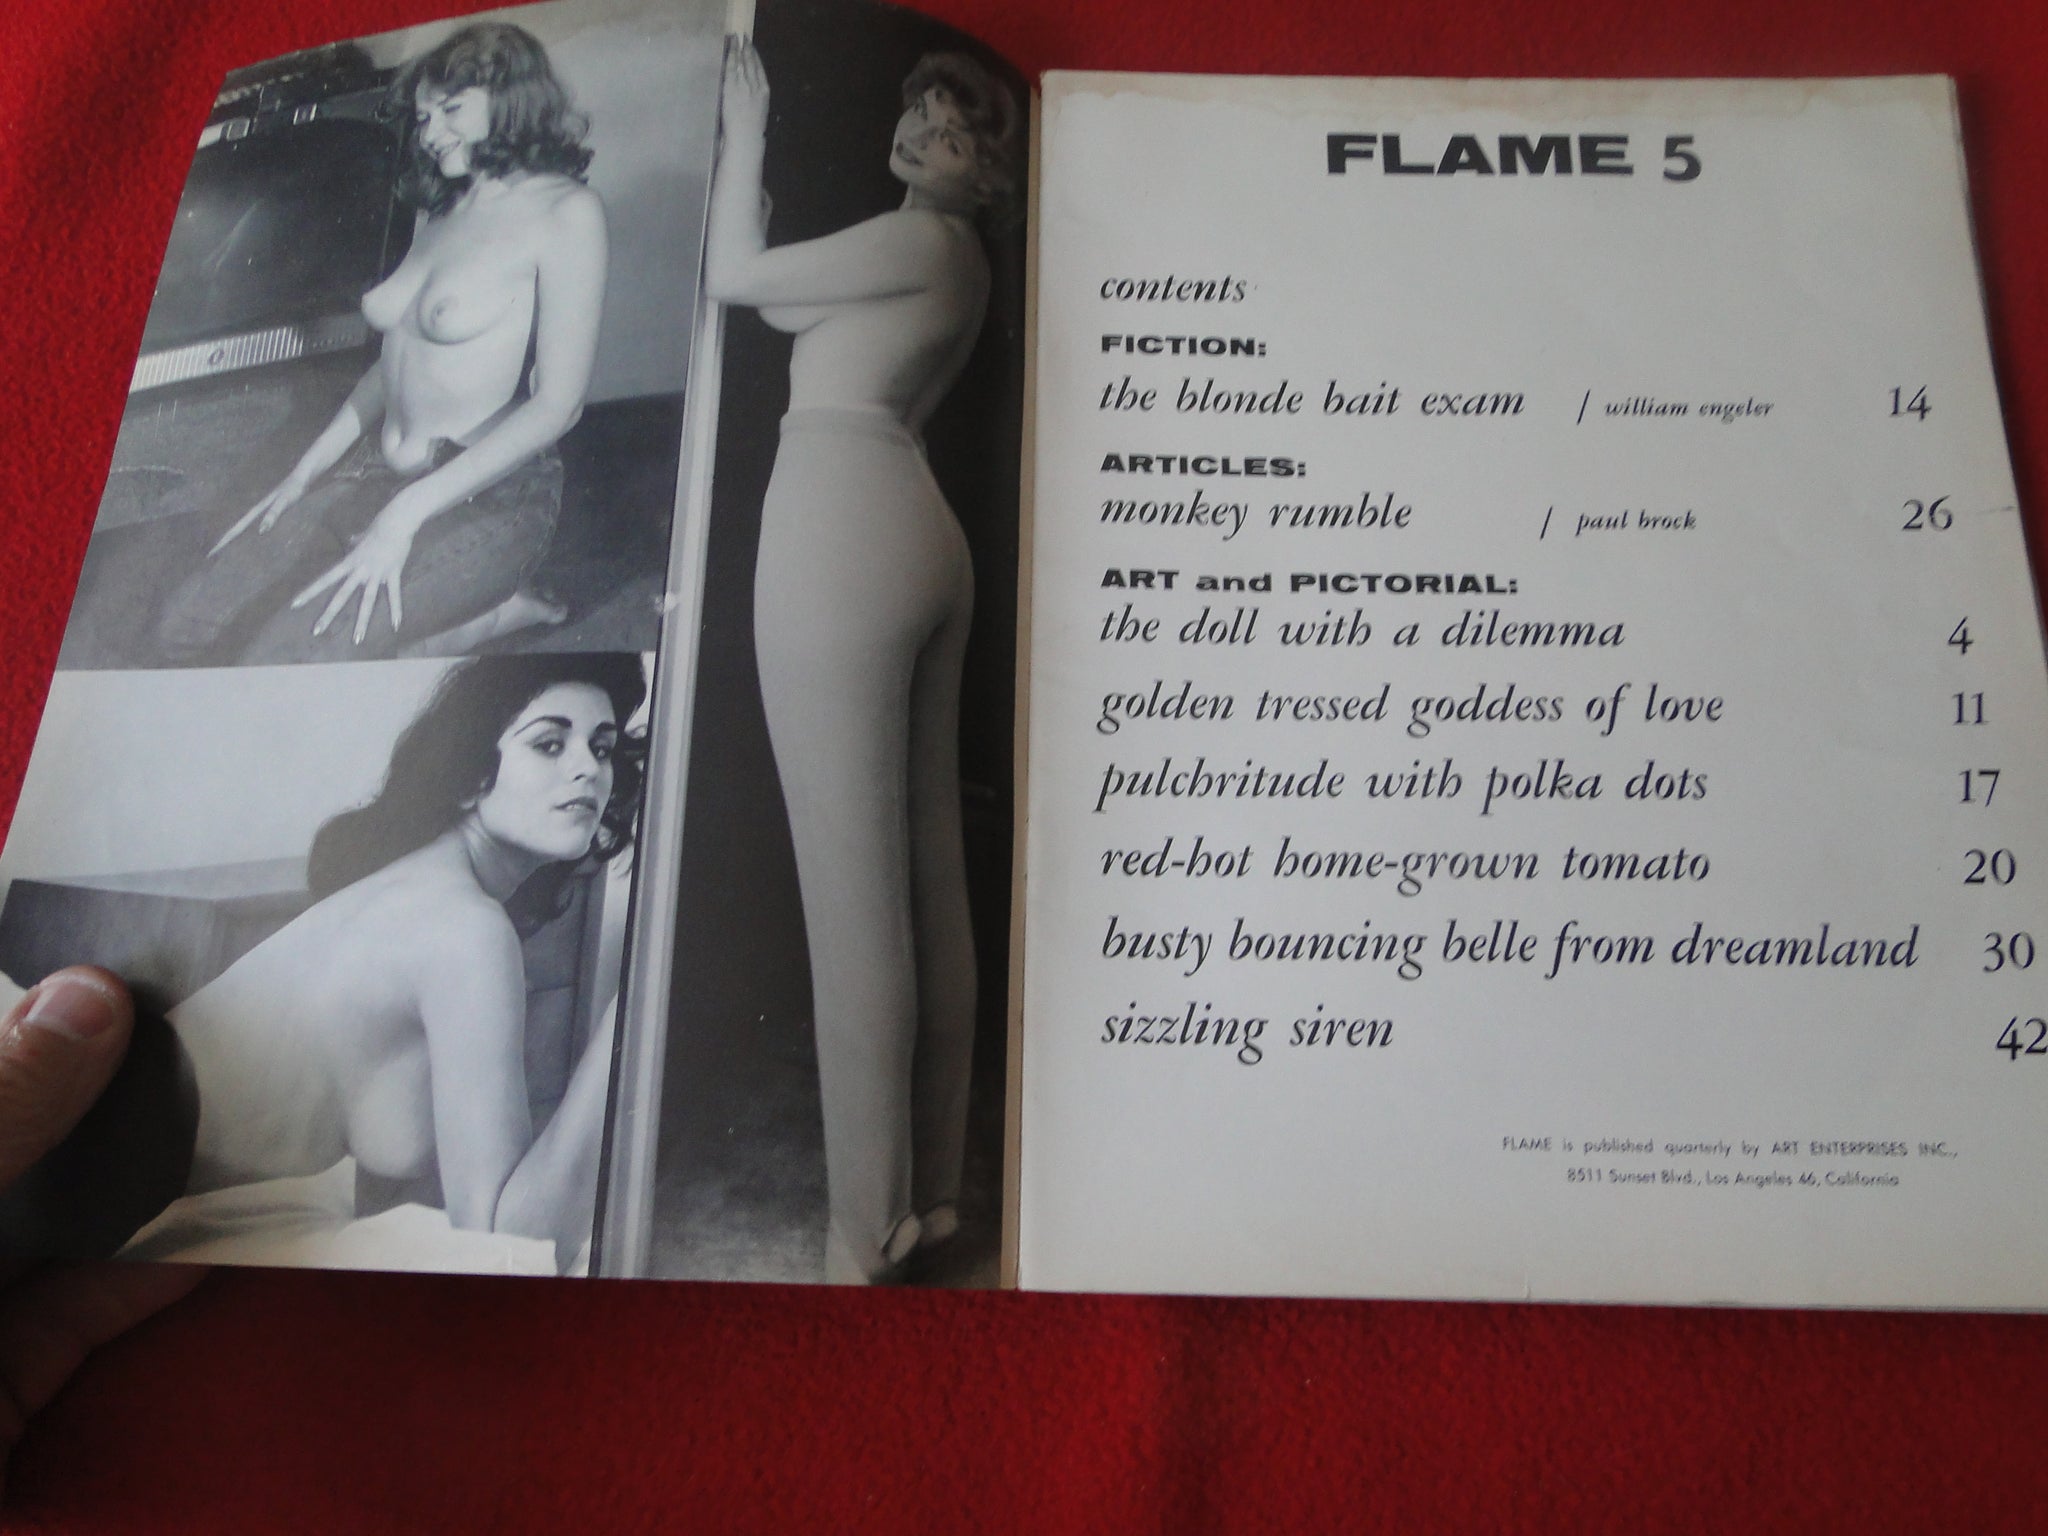 FLAME 5
contents
FICTION:
the blonde bait exam / william engeler 14
ARTICLES:
monkey rumble / paul brock 26
ART and PICTORIAL:
the doll with a dilemma 4
golden tressed goddess of love 11
pulchritude with polka dots 17
red-hot home-grown tomato 20
busty bouncing belle from dreamland 30
sizzling siren 42
FLAME is published quarterly by ART ENTERPRISES INC.,
8511 Sunset Blvd., Los Angeles 46, California